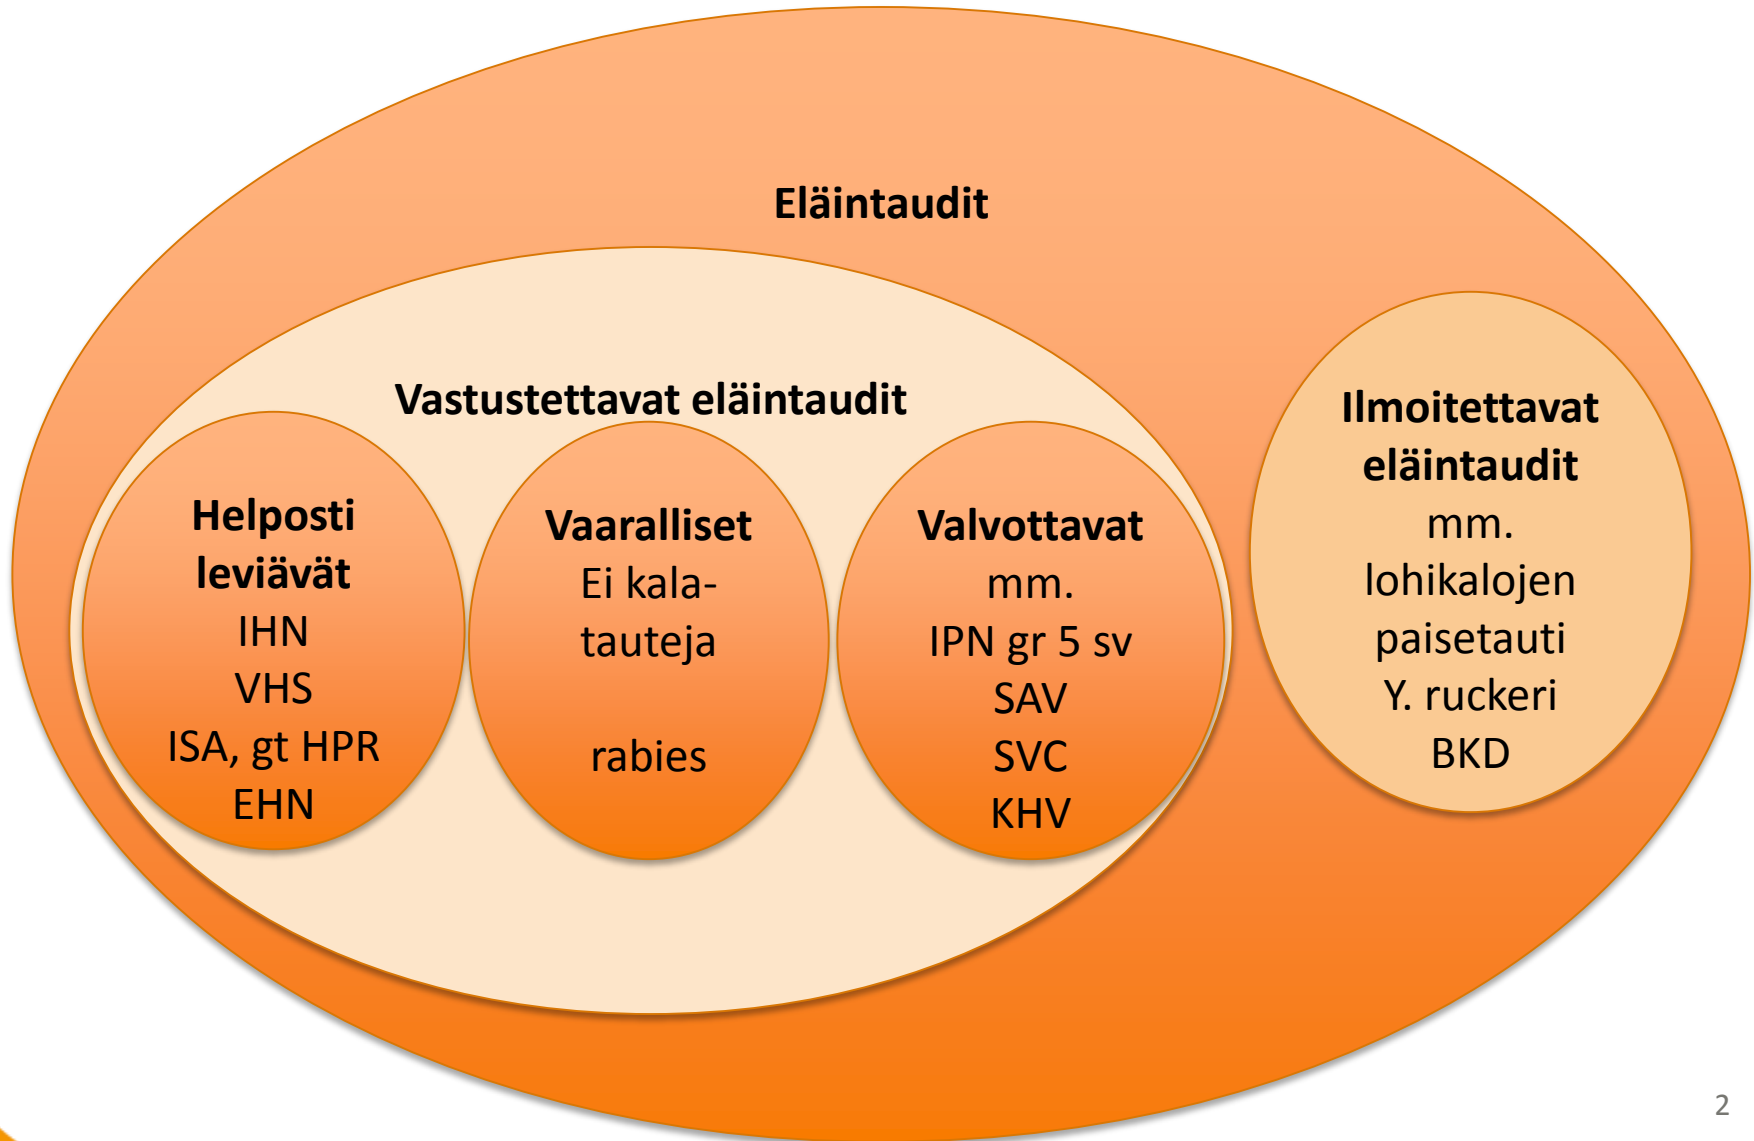 Eläintaudit
Vastustettavat eläintaudit
Helposti
leviävät
IHN
VHS
ISA, gt HPR
EHN
Vaaralliset
Ei kala-
tauteja
rabies
Valvottavat
mm.
IPN gr 5 sv
SAV
SVC
KHV
Ilmoitettavat
eläintaudit
mm.
lohikalojen
paisetauti
Y. ruckeri
BKD
2